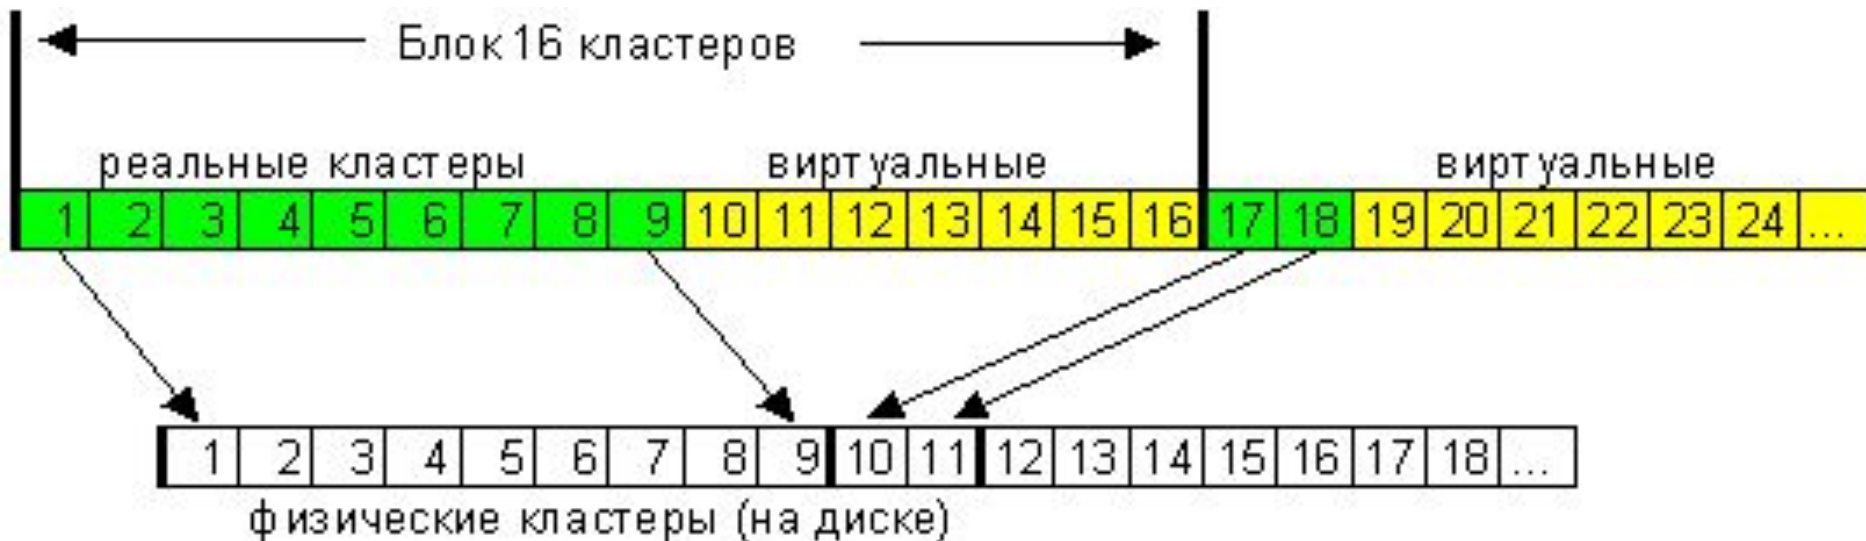 Блок 16 кластеров
реальные кластеры виртуальные виртуальные
1 2 3 4 5 6 7 8 9 10 11 12 13 14 15 16 17 18 19 20 21 22 23 24 ...
1 2 3 4 5 6 7 8 9 10 11 12 13 14 15 16 17 18 ...
физические кластеры (на диске)